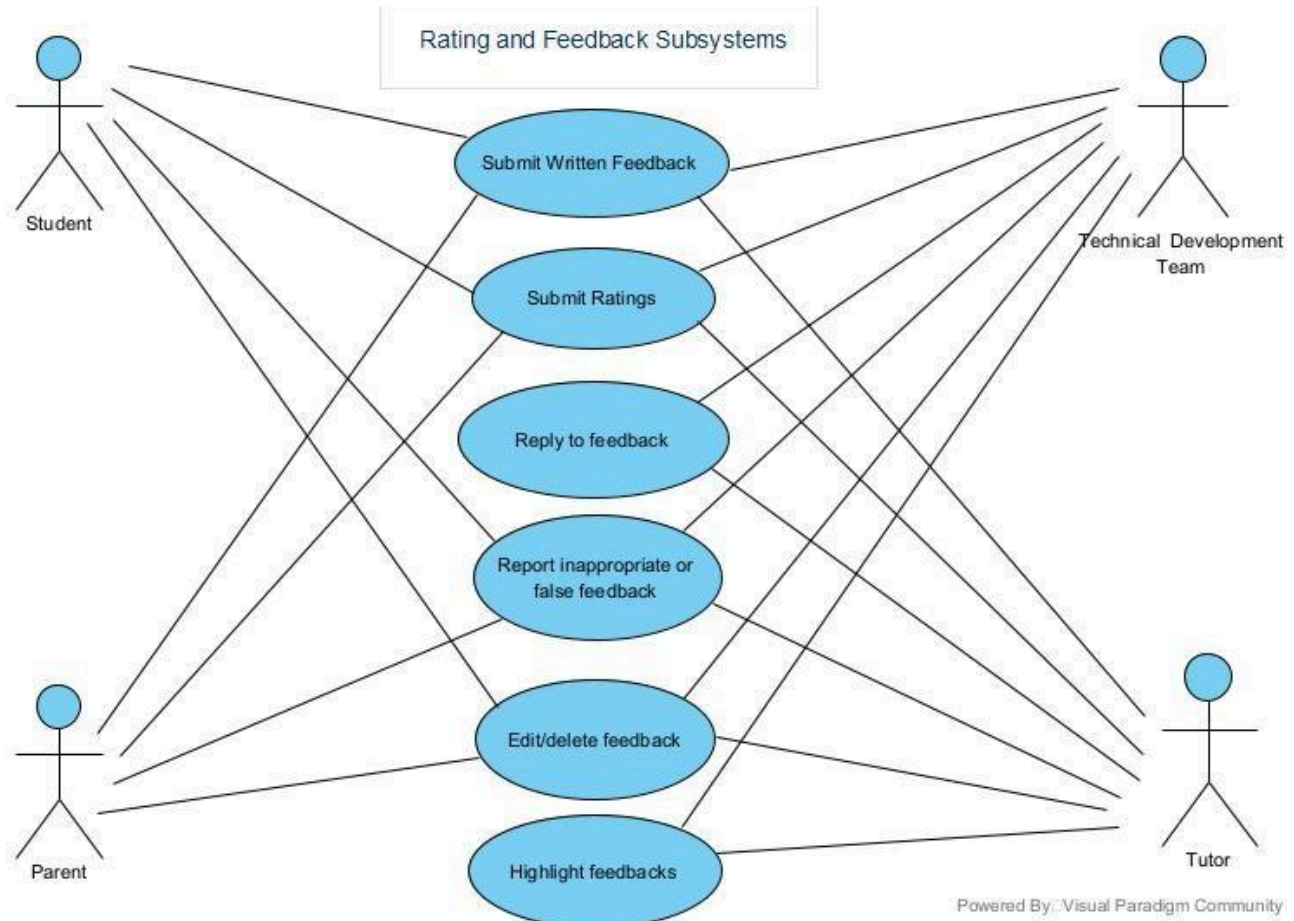 Rating and Feedback Subsystems
Submit Written Feedback
Student
Technical Development
Team
Submit Ratings
Reply to feedback
Report inappropriate or
false feedback
Edit/delete feedback
Highlight feedbacks
Parent
Tutor
Powered By: Visual Paradigm Community